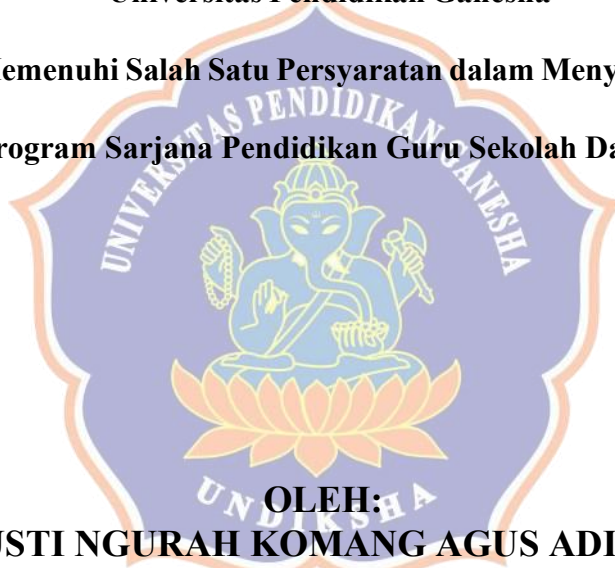 Universitas Pendidikan Ganesha
Memenuhi Salah Satu Persyaratan dalam Meny
UNIVERSITAS PENDIDIKAN GANESHA
rogram Sarjana Pendidikan Guru Sekolah Da
UNDIKSHA
OLEH:
USTI NGURAH KOMANG AGUS ADI